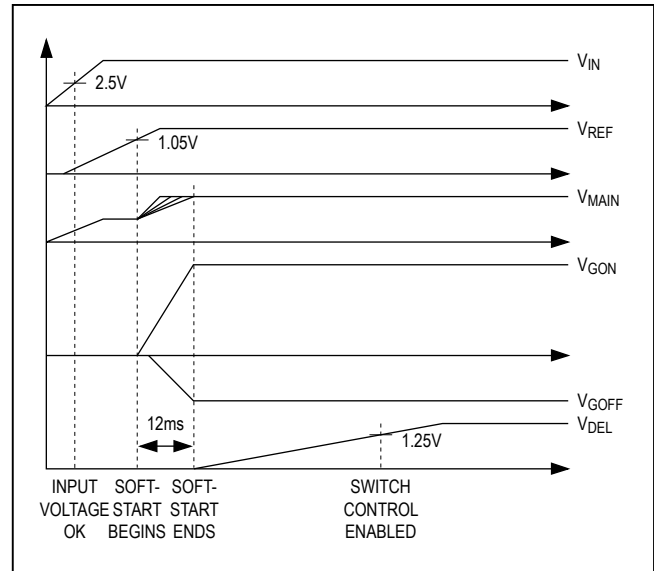 VIN
2.5V
VREF
1.05V
VMAIN
VGON
VGOFF
12ms
VDEL
1.25V
INPUT VOLTAGE OK
SOFT-START BEGINS
SOFT-START ENDS
SWITCH CONTROL ENABLED